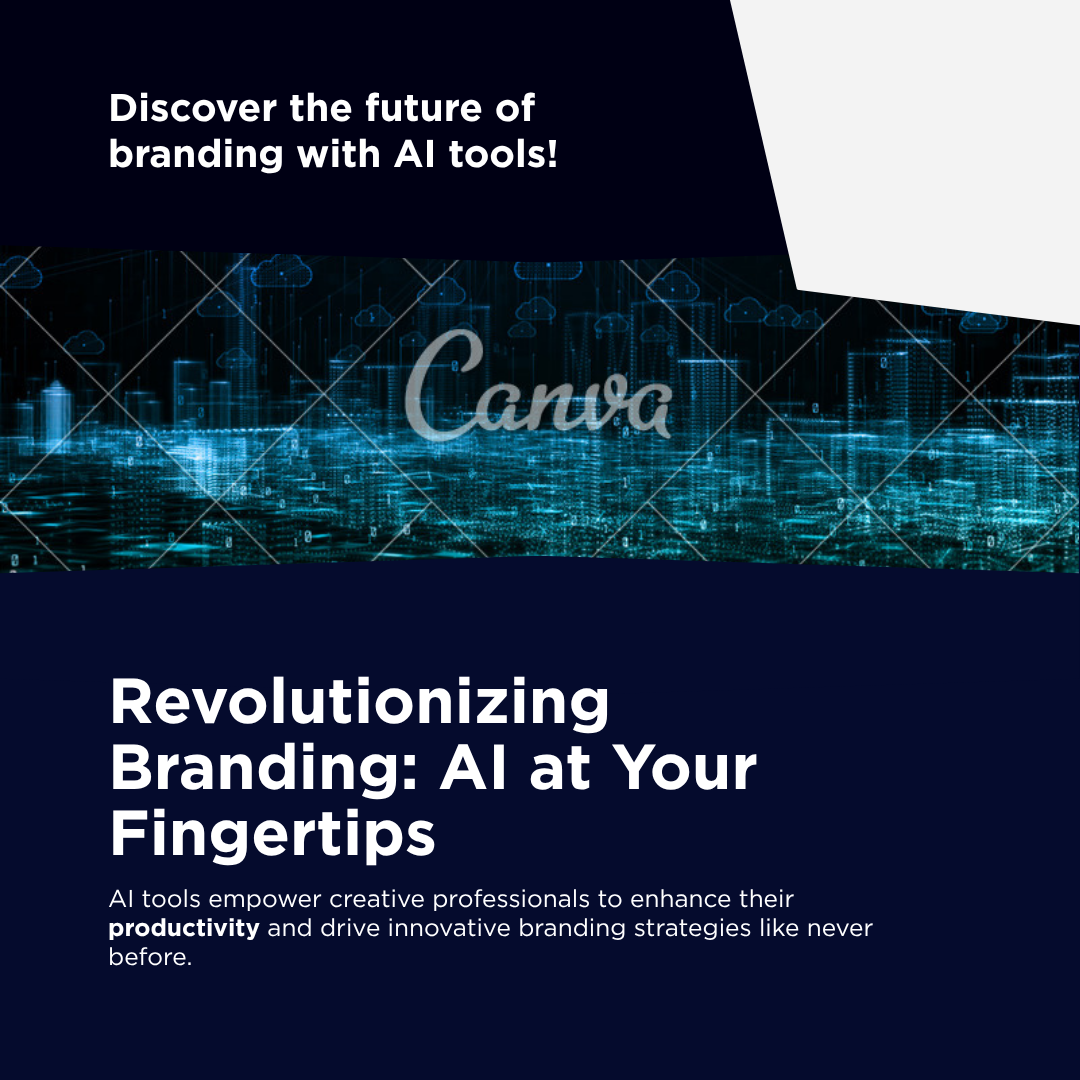 Discover the future of
branding with AI tools!
Canva
Revolutionizing
Branding: AI at Your
Fingertips
AI tools empower creative professionals to enhance their
productivity and drive innovative branding strategies like never
before.